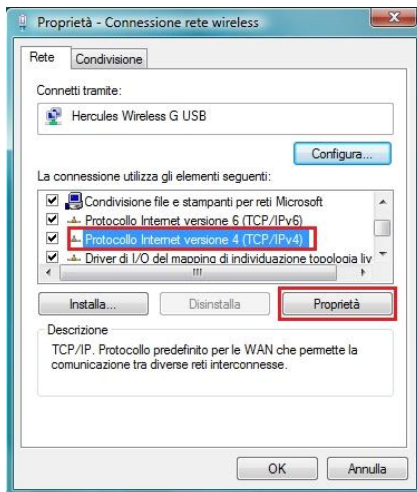 Proprietà - Connessione rete wireless
Rete
Condivisione
Connetti tramite:
Hercules Wireless G USB
Configura...
La connessione utilizza gli elementi seguenti:
Condivisione file e stampanti per reti Microsoft
Protocollo Internet versione 6 (TCP/IPv6)
Protocollo Internet versione 4 (TCP/IPv4)
Driver di I/O del mapping di individuazione topologia liv
Installa...
Disinstalla
Proprietà
Descrizione
TCP/IP. Protocollo predefinito per le WAN che permette la
comunicazione tra diverse reti interconnesse.
OK
Annulla